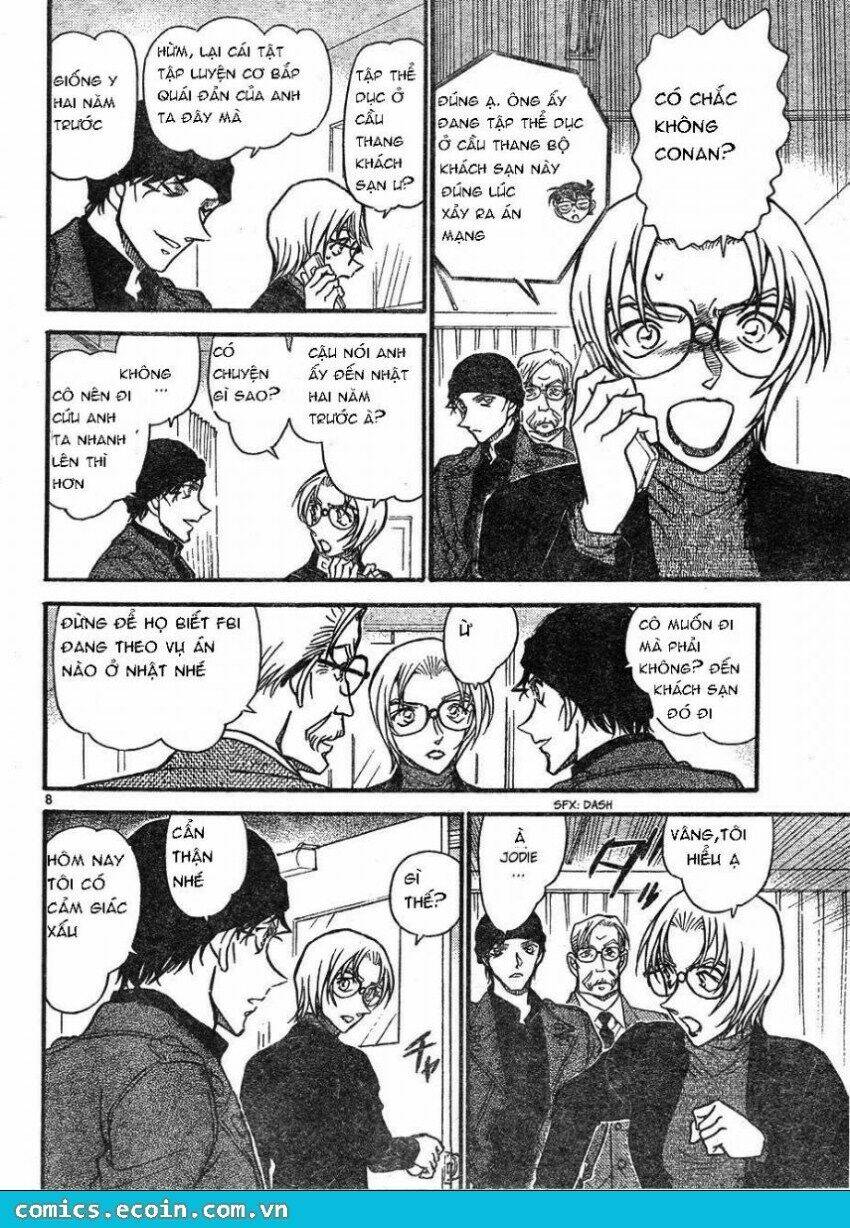 CÓ CHẮC
KHÔNG
CONAN?
ĐÚNG Ạ. ÔNG ẤY
ĐANG TẬP THỂ DỤC
Ở CẦU THANG BỘ
KHÁCH SẠN NÀY
ĐÚNG LÚC
XẢY RA ÁN
MẠNG
TẬP THỂ
DỤC Ở
CẦU
THANG
KHÁCH
SẠN Ư?
HỪM, LẠI CÁI TẬT
TẬP LUYỆN CƠ BẮP
QUÁI ĐẢN CỦA ANH
TA ĐÂY MÀ
GIỐNG Y
HAI NĂM
TRƯỚC
CẬU NÓI ANH
ẤY ĐẾN NHẬT
HAI NĂM
TRƯỚC À?
CÓ
CHUYỆN
GÌ SAO?
KHÔNG
...
CÔ NÊN ĐI
CỨU ANH
TA NHANH
LÊN THÌ
HƠN
CÔ MUỐN ĐI
MÀ PHẢI
KHÔNG? ĐẾN
KHÁCH SẠN
ĐÓ ĐI
Ừ
ĐỪNG ĐỂ HỌ BIẾT FBI
ĐANG THEO VỤ ÁN
NÀO Ở NHẬT NHÉ
8
SFX: DASH
VÂNG,TÔI
HIỂU Ạ
ダッ
À
JODIE
...
GÌ
THẾ?
チャ
CẨN
THẬN
NHÉ
HÔM NAY
TÔI CÓ
CẢM GIÁC
XẤU
comics.ecoin.com.vn